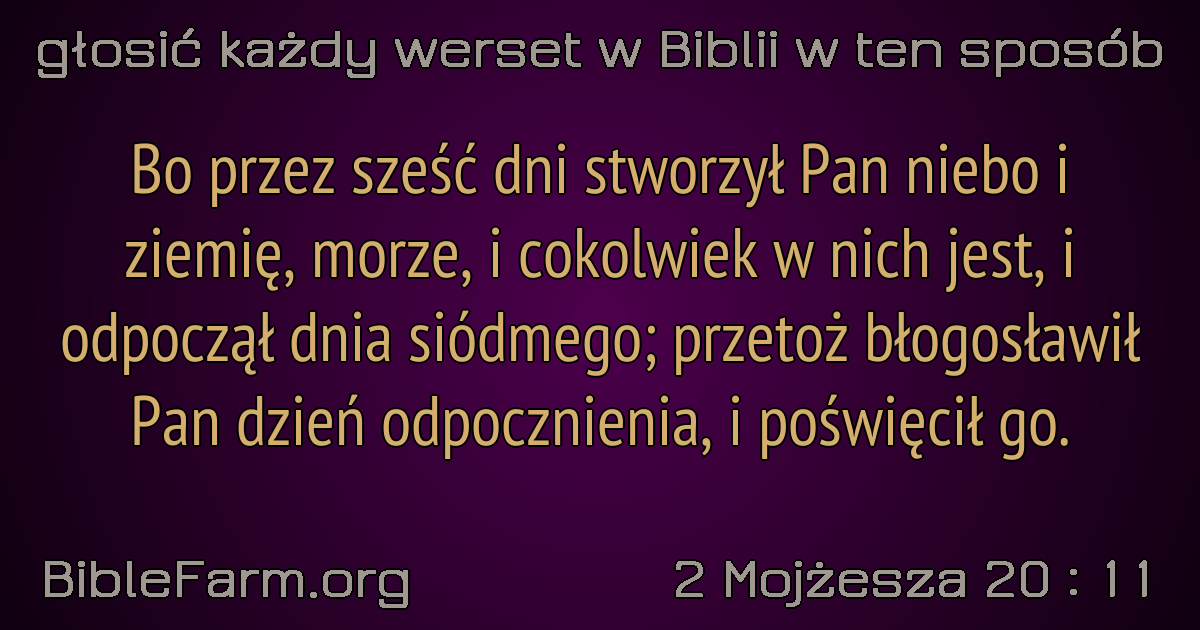 głosić każdy werset w Biblii w ten sposób
Bo przez sześć dni stworzył Pan niebo i
ziemię, morze, i cokolwiek w nich jest, i
odpoczął dnia siódmego; przetoż błogosławił
Pan dzień odpocznienia, i poświęcił go.
BibleFarm.org 2 Mojżesza 20 : 11